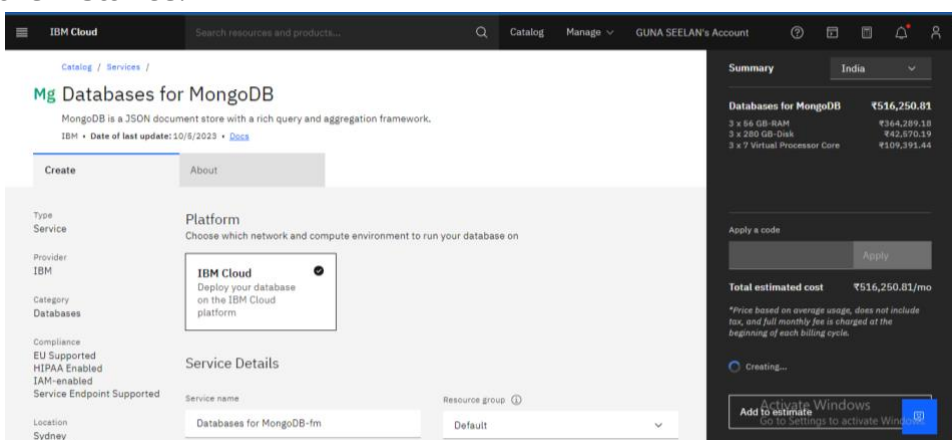 IBM Cloud
Search resources and products...
Catalog
Manage
GUNA SEELAN's Account
Catalog / Services /
Mg Databases for MongoDB
MongoDB is a JSON document store with a rich query and aggregation framework.
IBM • Date of last update: 10/5/2023 • Docs
Create
About
Type
Service
Provider
IBM
Category
Databases
Compliance
EU Supported
HIPAA Enabled
IAM-enabled
Service Endpoint Supported
Location
Sydney
Platform
Choose which network and compute environment to run your database on
IBM Cloud
Deploy your database
on the IBM Cloud
platform
Service Details
Service name
Databases for MongoDB-fm
Resource group
Default
Summary
India
Databases for MongoDB ₹516,250.81
3 x 56 GB-RAM ₹364,289.18
3 x 280 GB-Disk ₹42,570.19
3 x 7 Virtual Processor Core ₹109,391.44
Apply a code
Apply
Total estimated cost ₹516,250.81/mo
*Price based on average usage, does not include
tax, and full monthly fee is charged at the
beginning of each billing cycle.
Creating...
Add to estimate
Activate Windows
Go to Settings to activate Windows.